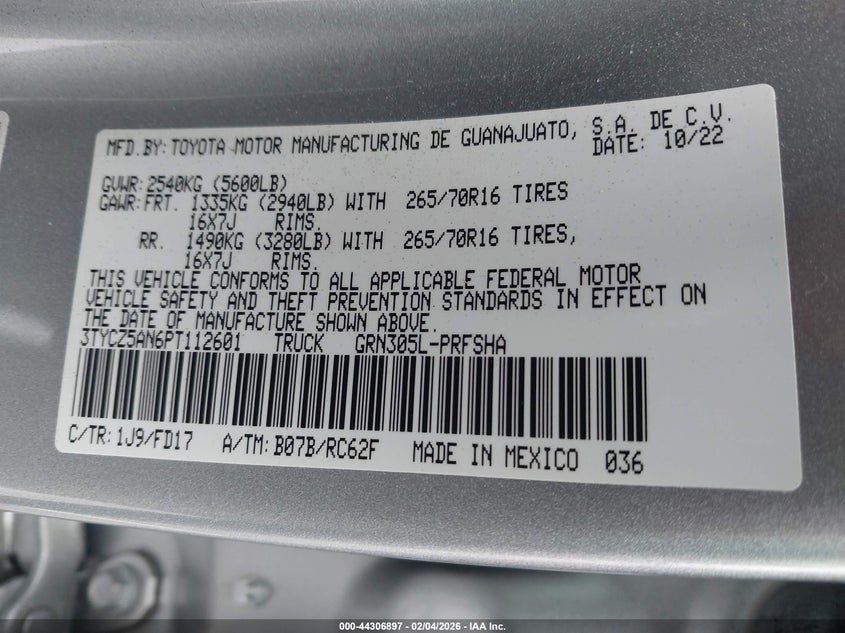 MFD.BY:TOYOTA MOTOR MANUFACTURING DE GUANAJUATO, S.A. DE C.V.
DATE: 10/22
GVWR:2540KG (5600LB)
GAWR:FRT. 1335KG (2940LB) WITH 265/70R16 TIRES
16X7J RIMS.
RR. 1490KG (3280LB) WITH 265/70R16 TIRES,
16X7J RIMS.
THIS VEHICLE CONFORMS TO ALL APPLICABLE FEDERAL MOTOR
VEHICLE SAFETY AND THEFT PREVENTION STANDARDS IN EFFECT ON
THE DATE OF MANUFACTURE SHOWN ABOVE.
3TYCZ5AN6PT112601 TRUCK GRN305L-PRFSHA
C/TR:1J9/FD17 A/TM:B07B/RC62F MADE IN MEXICO 036
000-44306897 - 02/04/2026 - IAA Inc.